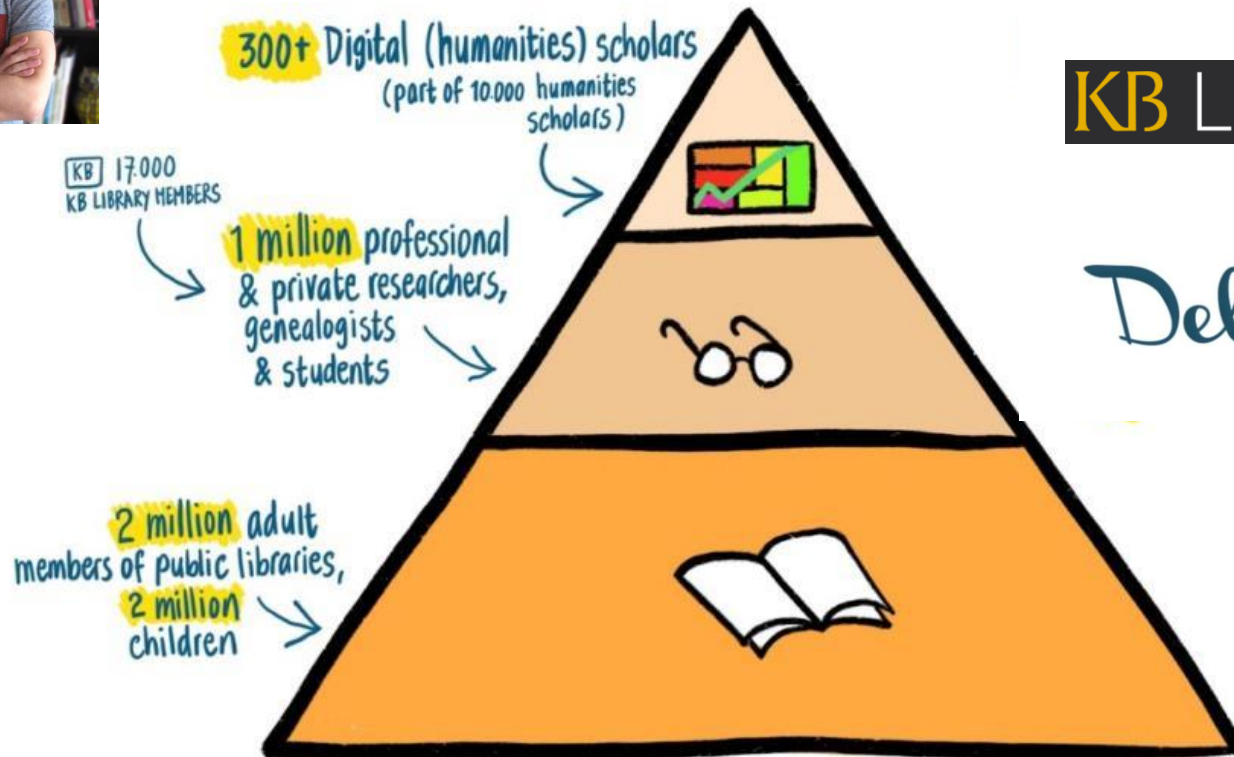 300+ Digital (humanities) scholars
(part of 10.000 humanities
scholars)
KB 17.000
KB LIBRARY MEMBERS
1 million professional
& private researchers,
genealogists
& students
2 million adult
members of public libraries,
2 million
children
KB L